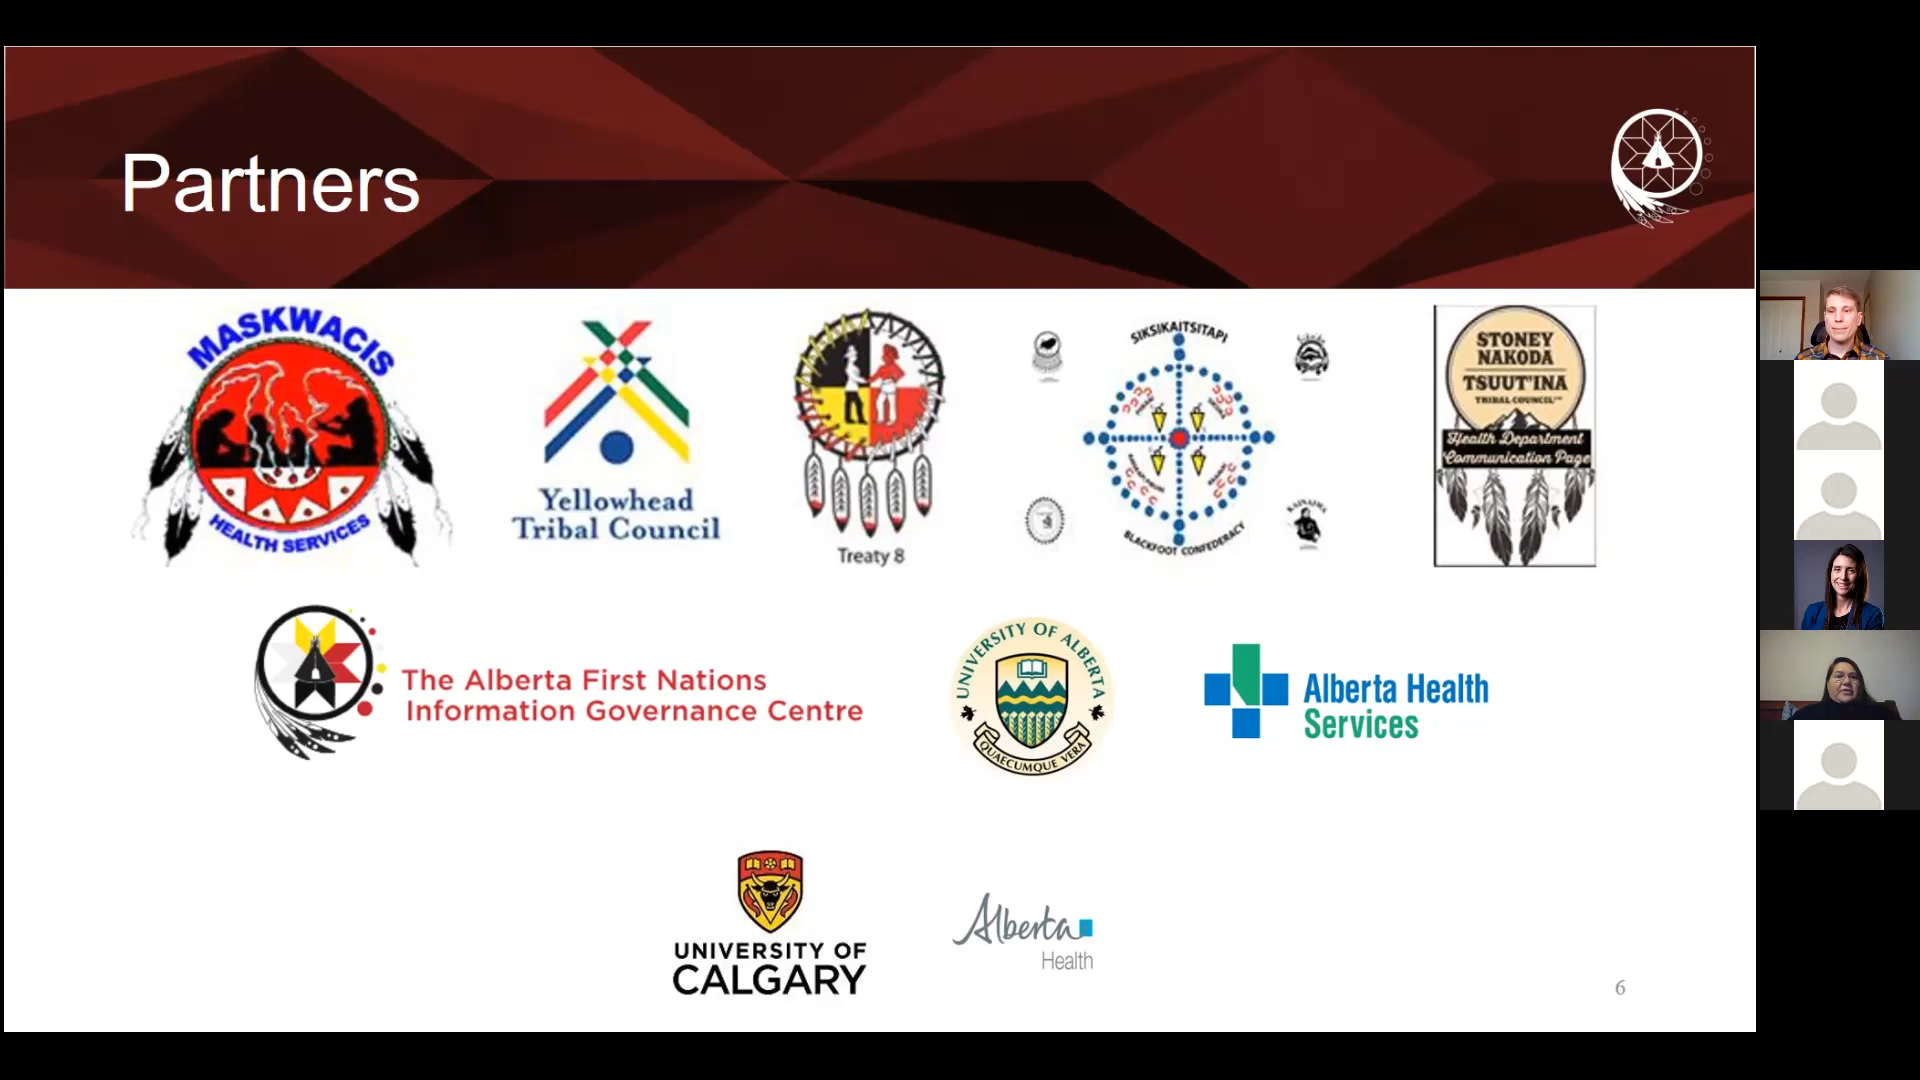 Partners
MASKWACIS
HEALTH SERVICES
Yellowhead
Tribal Council
Treaty 8
SIKSIKAITSITAPI
BLACKFOOT CONFEDERACY
KAINAIWA
STONEY
NAKODA
TSUUT'INA
TRIBAL COUNCIL
Health Department
Communication Page
The Alberta First Nations
Information Governance Centre
UNIVERSITY OF ALBERTA
QUAECUMQUE VERA
Alberta Health
Services
UNIVERSITY OF
CALGARY
Alberta
Health
6